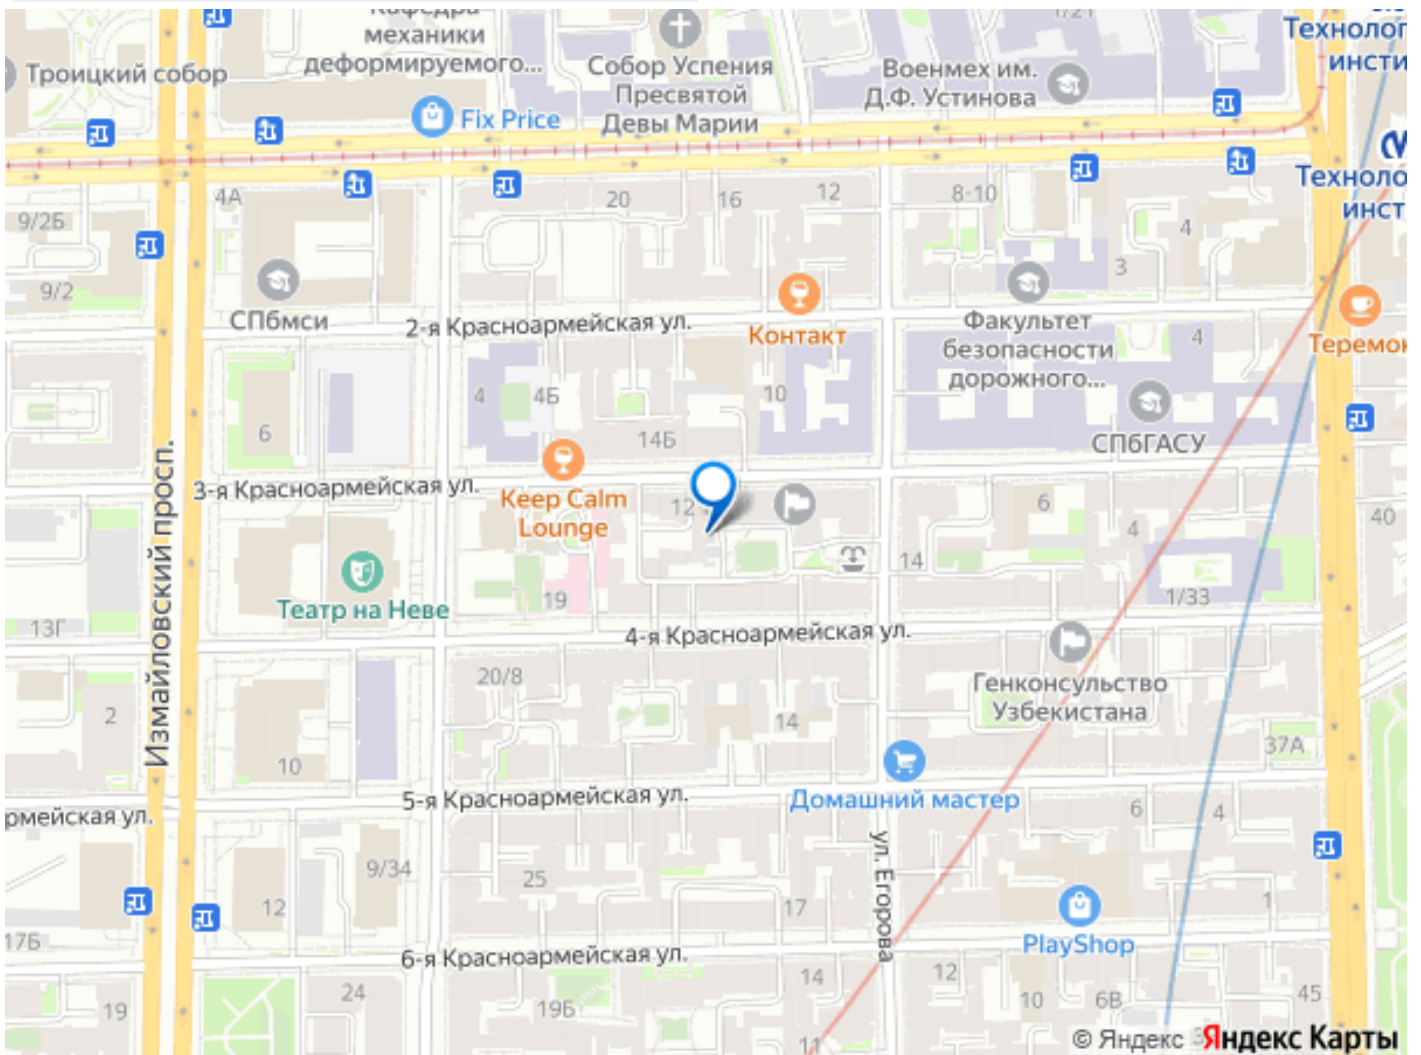 Кафедра
механики
деформируемого...
1/21
Технолог
инсти
Троицкий собор
Собор Успения
Пресвятой
Девы Марии
Военмех им.
Д.Ф. Устинова
Fix Price
Техноло
инст
4А
20
16
12
8-10
9/2Б
4
3
9/2
СПбмси
2-я Красноармейская ул.
Контакт
Факультет
безопасности
дорожного...
4
Теремок
4
4Б
10
6
14Б
СПбГАСУ
Измайловский просп.
3-я Красноармейская ул.
Keep Calm
Lounge
12
6
4
40
14
Театр на Неве
19
1/33
13Г
4-я Красноармейская ул.
20/8
Генконсульство
Узбекистана
2
14
37А
10
5-я Красноармейская ул.
Домашний мастер
6
4
рмейская ул.
ул. Егорова
9/34
25
12
17
1
17Б
PlayShop
6-я Красноармейская ул.
14
12
24
19Б
10
6В
45
19
11
© Яндекс
Яндекс Карты